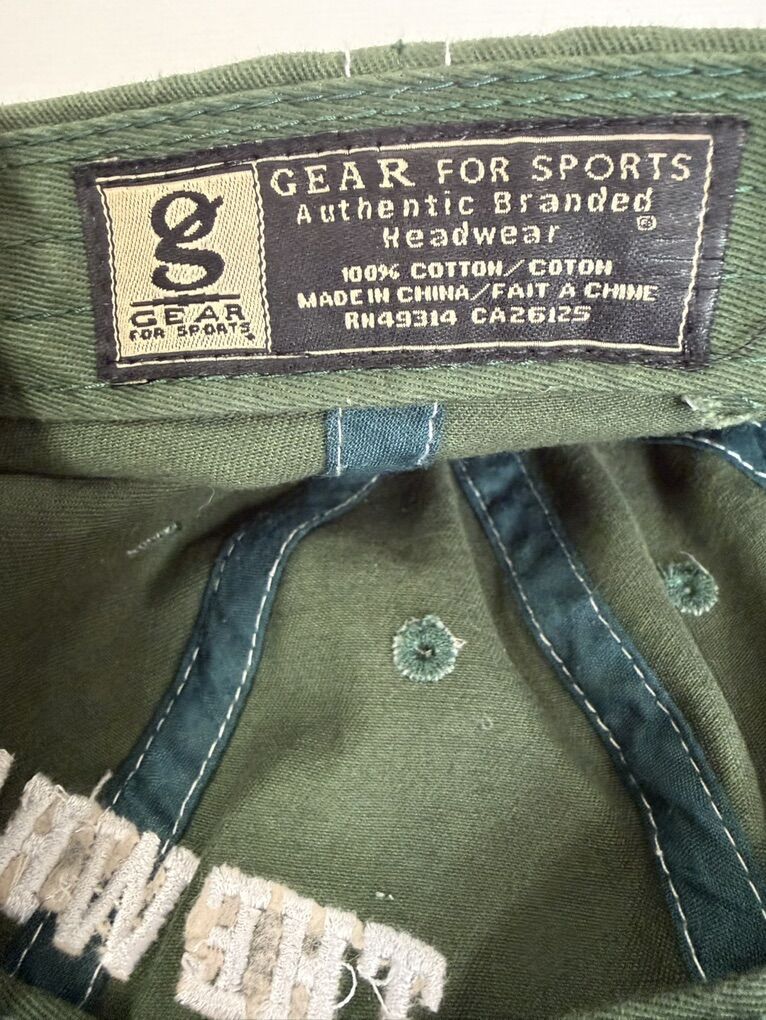 g
GEAR
FOR SPORTS
GEAR FOR SPORTS
Authentic Branded
Headwear ®
100% COTTON/COTON
MADE IN CHINA/FAIT A CHINE
RN49314 CA26125
THE